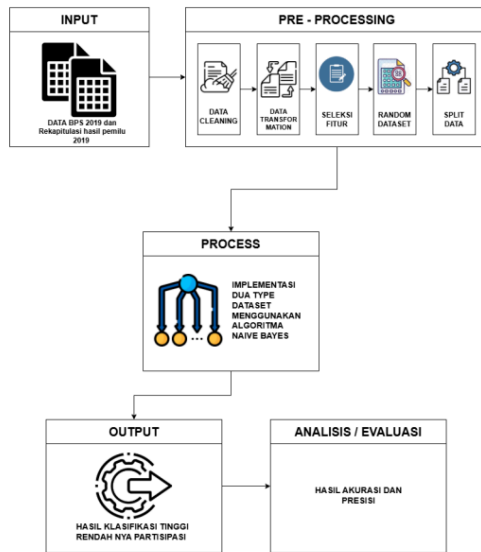 INPUT
DATA BPS 2019 dan
Rekapitulasi hasil pemilu
2019
PRE - PROCESSING
DATA
CLEANING
DATA
TRANSFOR
MATION
SELEKSI
FITUR
RANDOM
DATASET
SPLIT
DATA
PROCESS
IMPLEMENTASI
DUA TYPE
DATASET
MENGGUNAKAN
ALGORITMA
NAIVE BAYES
OUTPUT
HASIL KLASIFIKASI TINGGI
RENDAH NYA PARTISIPASI
ANALISIS / EVALUASI
HASIL AKURASI DAN
PRESISI